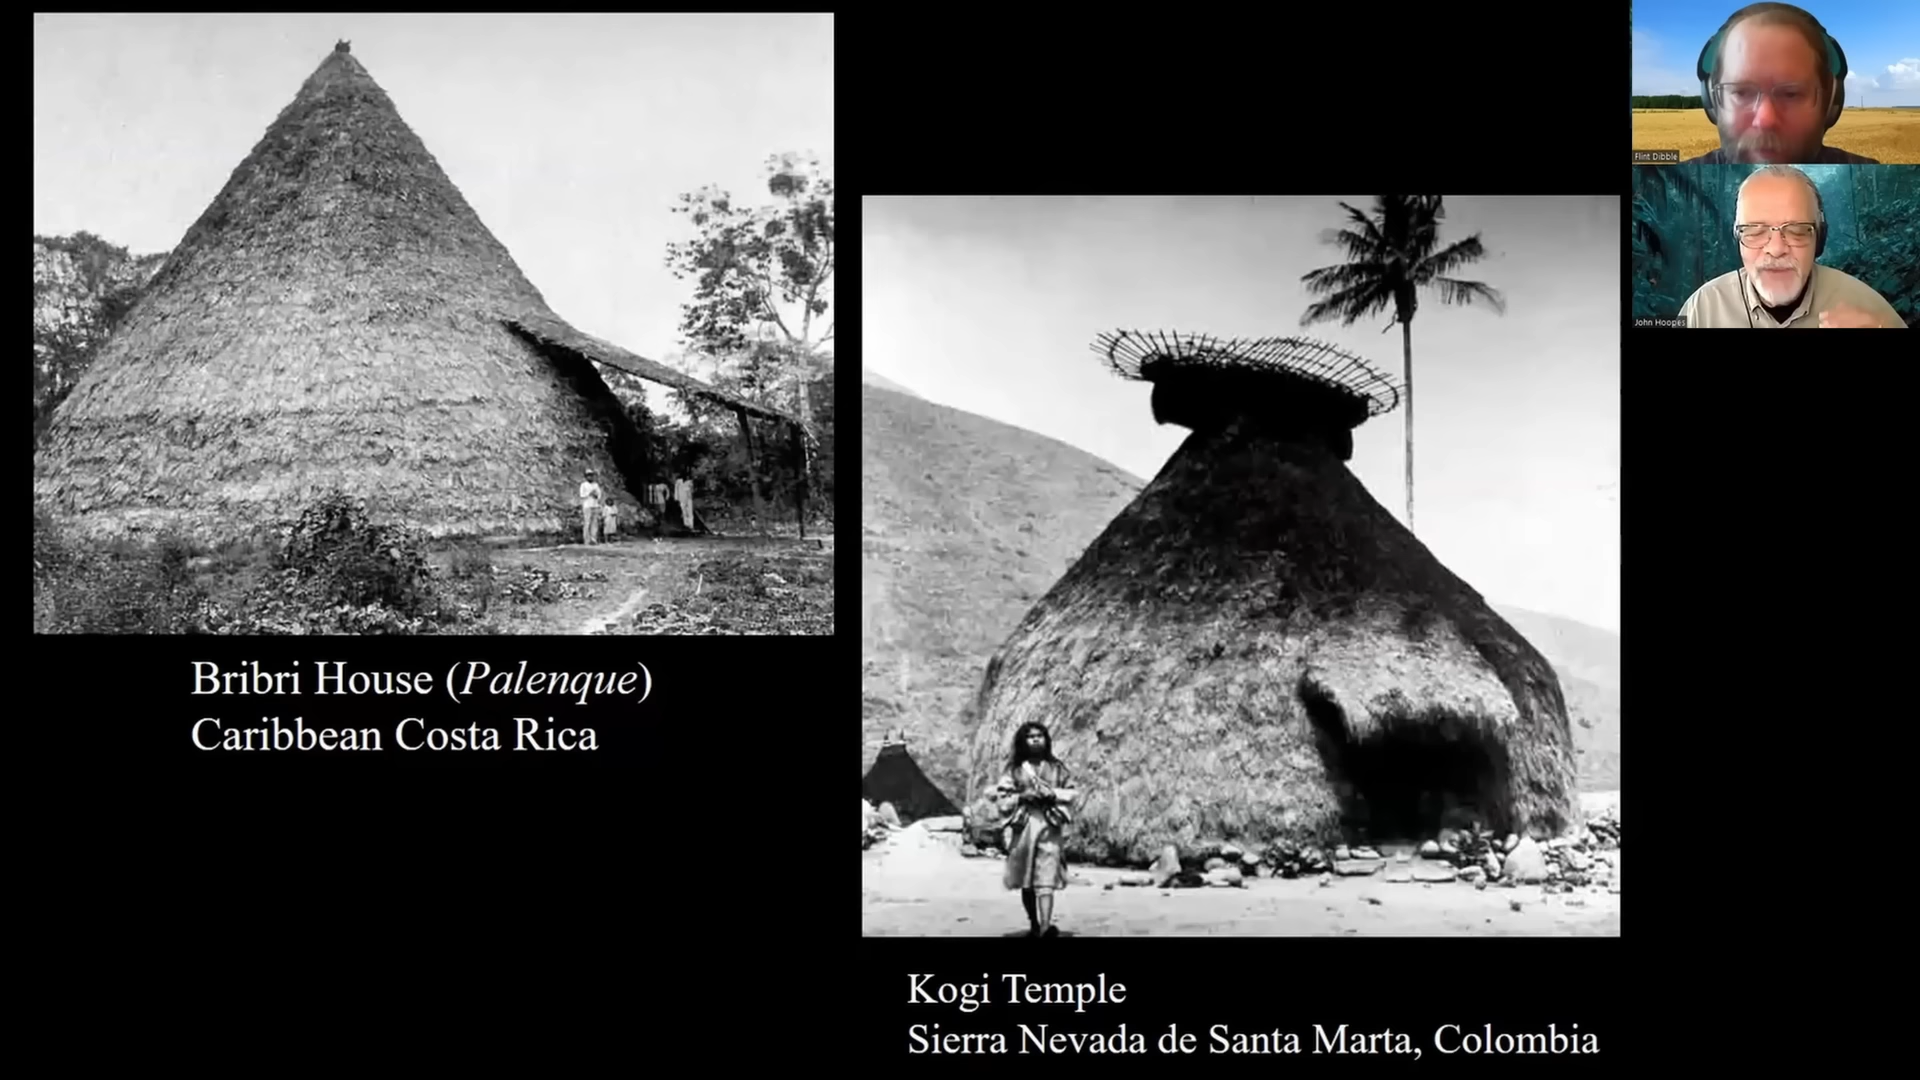 Bribri House (Palenque)
Caribbean Costa Rica
Kogi Temple
Sierra Nevada de Santa Marta, Colombia
Flint Dibble
John Hoopes